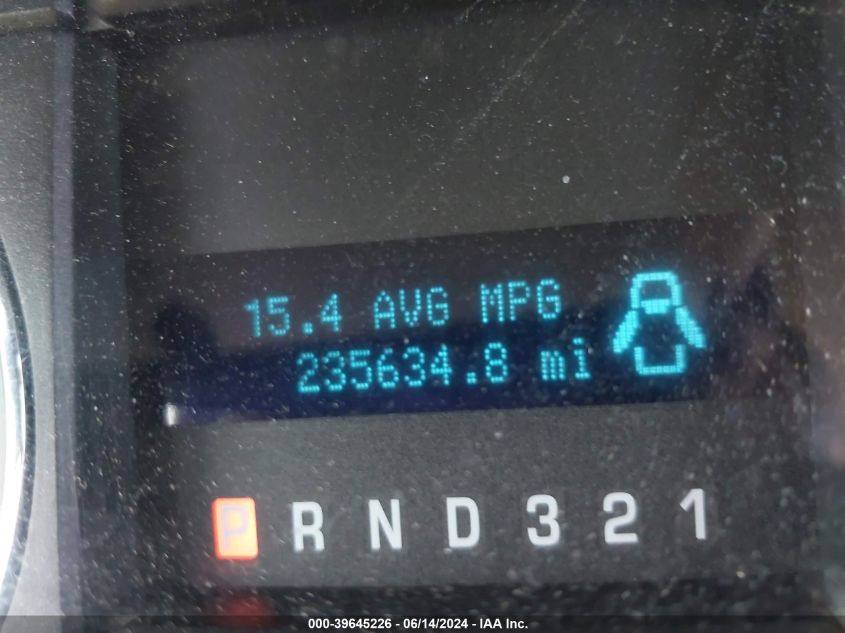 15.4 AVG MPG
235634.8 mi
P R N D 3 2 1
000-39645226 - 06/14/2024 - IAA Inc.